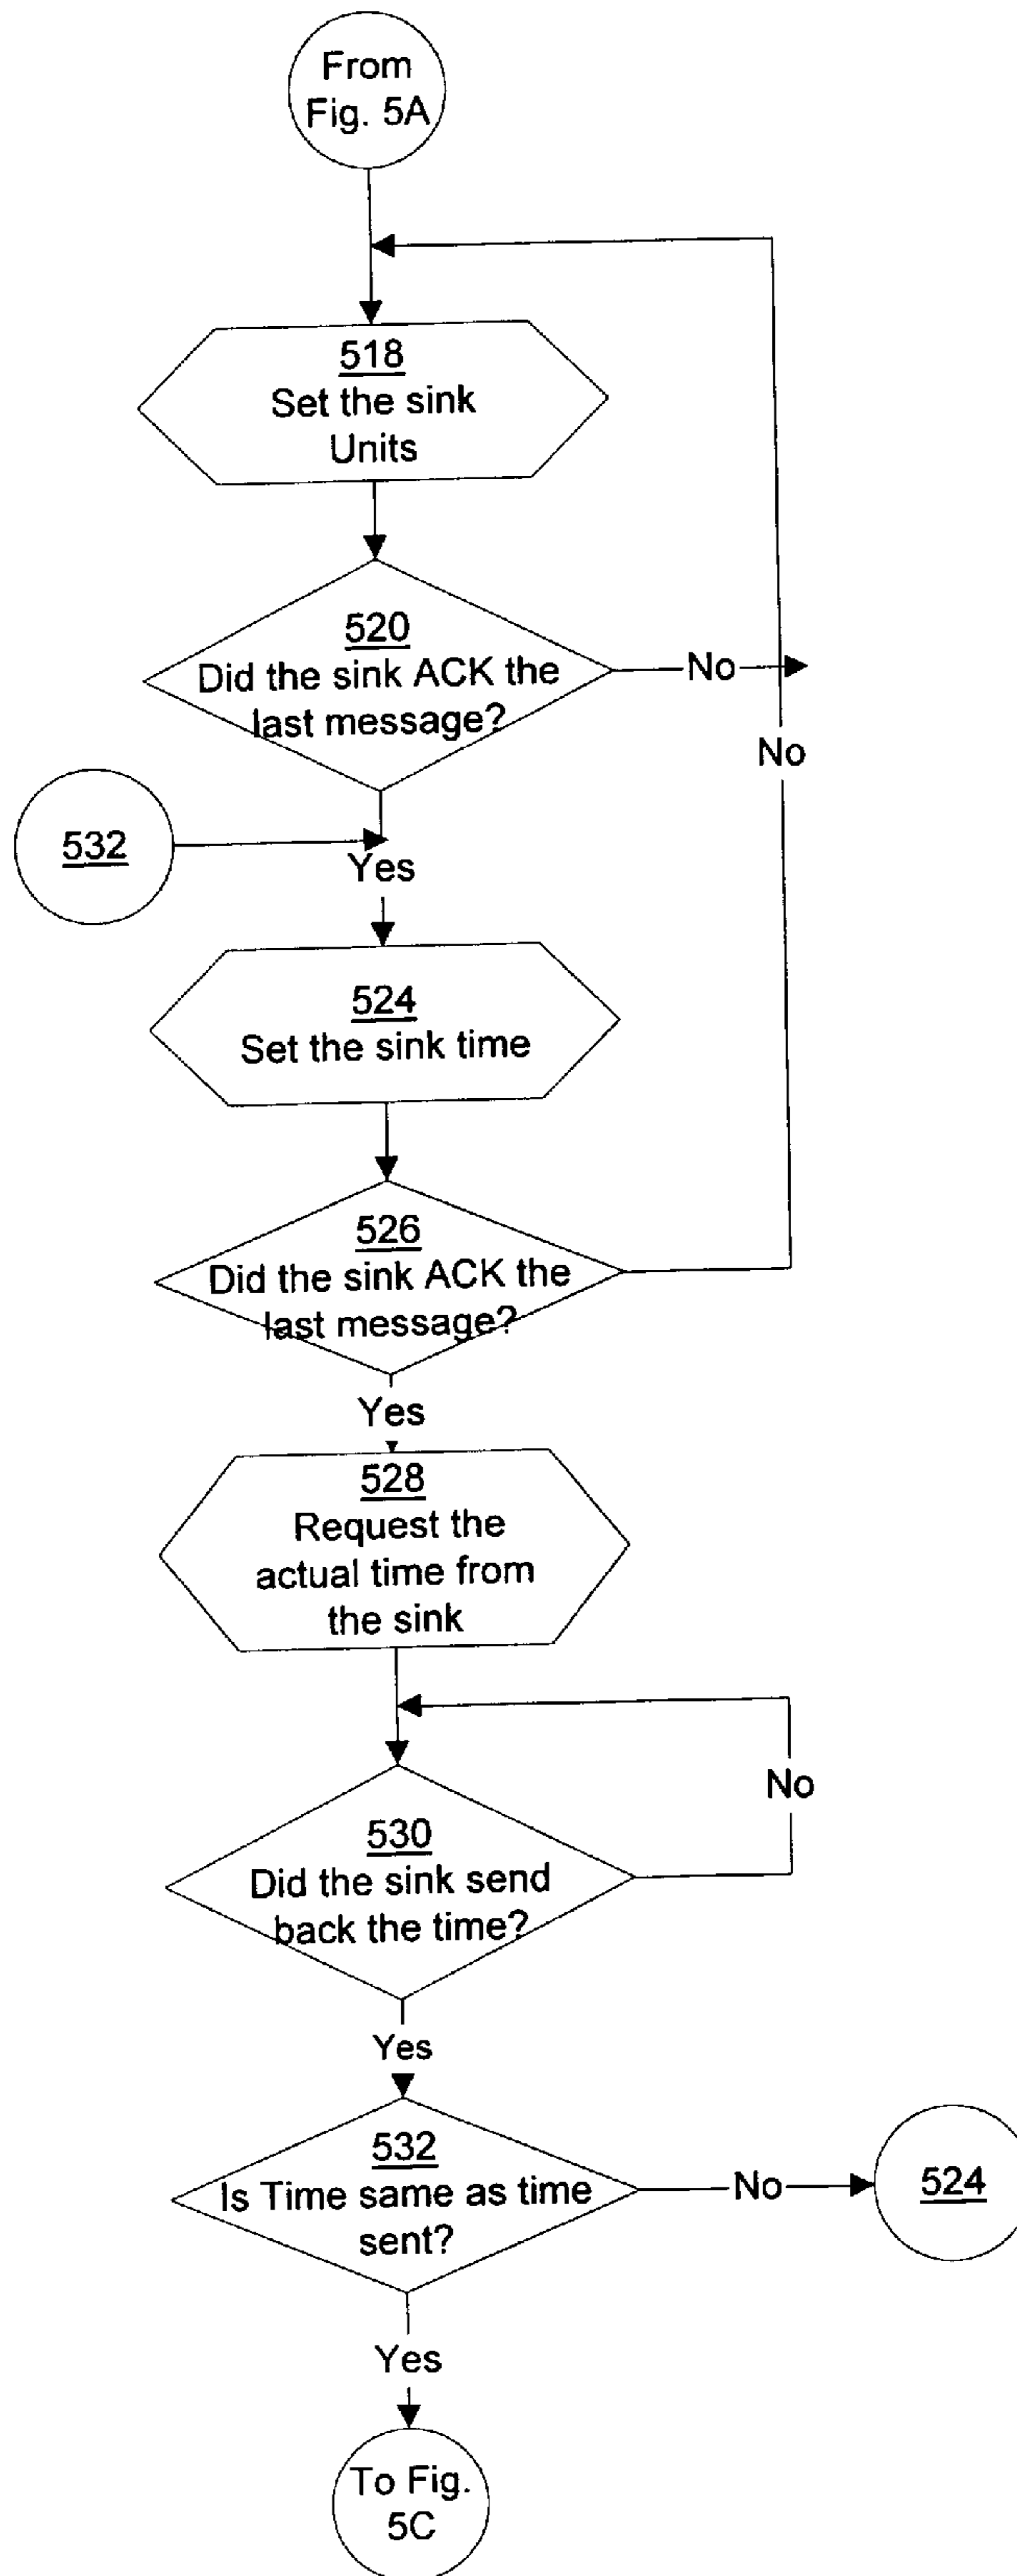 From
Fig. 5A
518
Set the sink
Units
520
Did the sink ACK the
last message?
No
No
532
Yes
524
Set the sink time
526
Did the sink ACK the
last message?
Yes
528
Request the
actual time from
the sink
No
530
Did the sink send
back the time?
Yes
532
Is Time same as time
sent?
No
524
Yes
To Fig.
5C